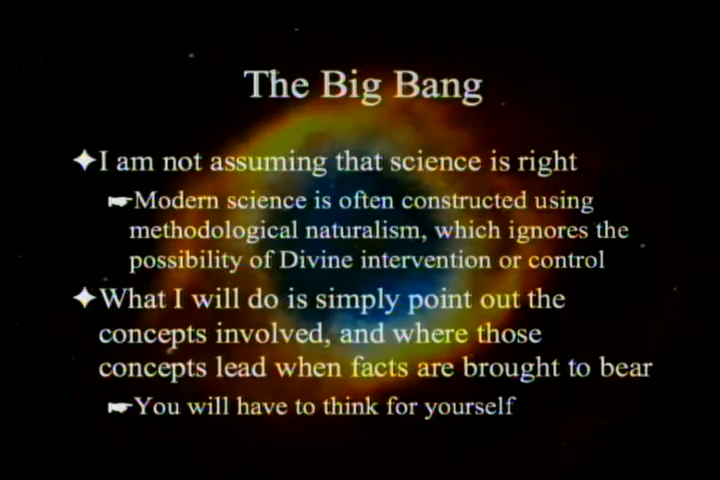 The Big Bang
✦I am not assuming that science is right
☛Modern science is often constructed using
methodological naturalism, which ignores the
possibility of Divine intervention or control
✦What I will do is simply point out the
concepts involved, and where those
concepts lead when facts are brought to bear
☛You will have to think for yourself